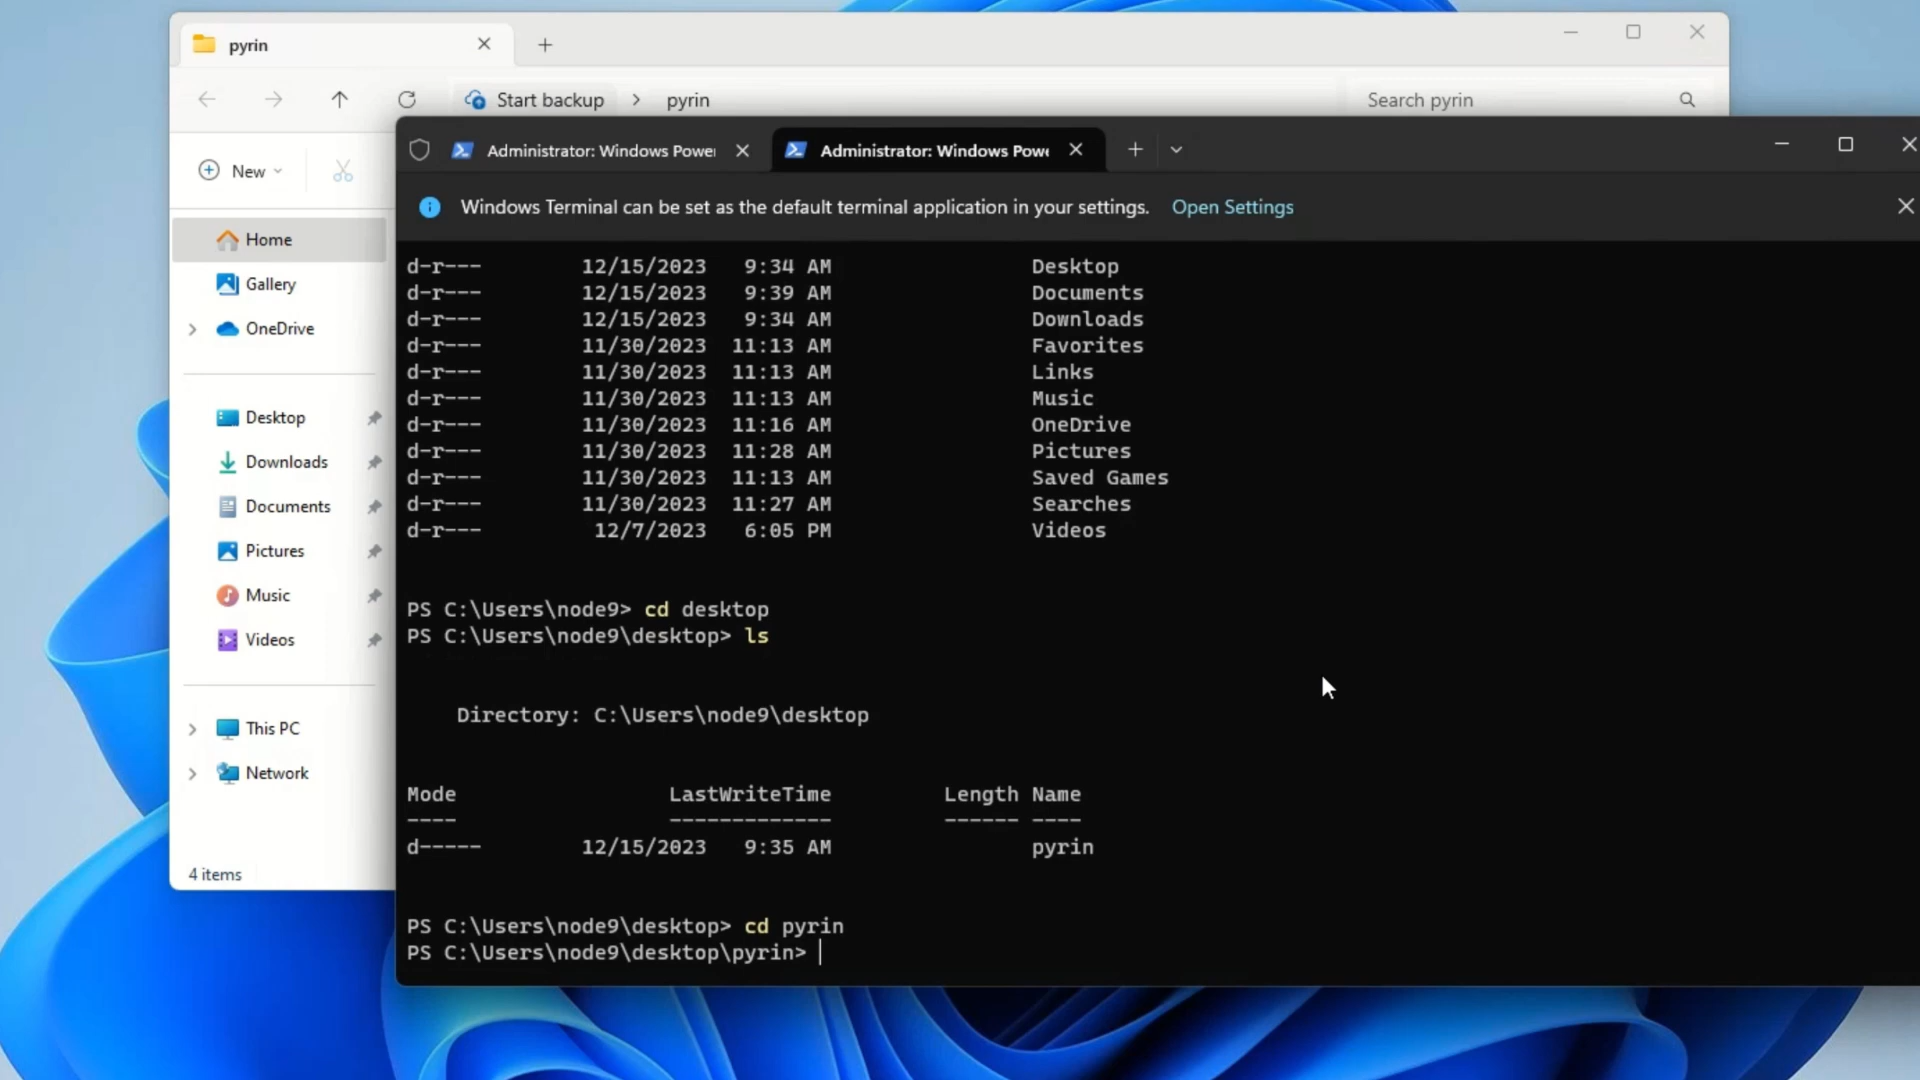 pyrin
Start backup > pyrin
Search pyrin
New
Home
Gallery
OneDrive
Desktop
Downloads
Documents
Pictures
Music
Videos
This PC
Network
4 items
Administrator: Windows Power
Administrator: Windows Powe
Windows Terminal can be set as the default terminal application in your settings. Open Settings
d-r--- 12/15/2023 9:34 AM Desktop
d-r--- 12/15/2023 9:39 AM Documents
d-r--- 12/15/2023 9:34 AM Downloads
d-r--- 11/30/2023 11:13 AM Favorites
d-r--- 11/30/2023 11:13 AM Links
d-r--- 11/30/2023 11:13 AM Music
d-r--- 11/30/2023 11:16 AM OneDrive
d-r--- 11/30/2023 11:28 AM Pictures
d-r--- 11/30/2023 11:13 AM Saved Games
d-r--- 11/30/2023 11:27 AM Searches
d-r--- 12/7/2023 6:05 PM Videos
PS C:\Users\node9> cd desktop
PS C:\Users\node9\desktop> ls
Directory: C:\Users\node9\desktop
Mode LastWriteTime Length Name
---- ------------- ------ ----
d----- 12/15/2023 9:35 AM pyrin
PS C:\Users\node9\desktop> cd pyrin
PS C:\Users\node9\desktop\pyrin>